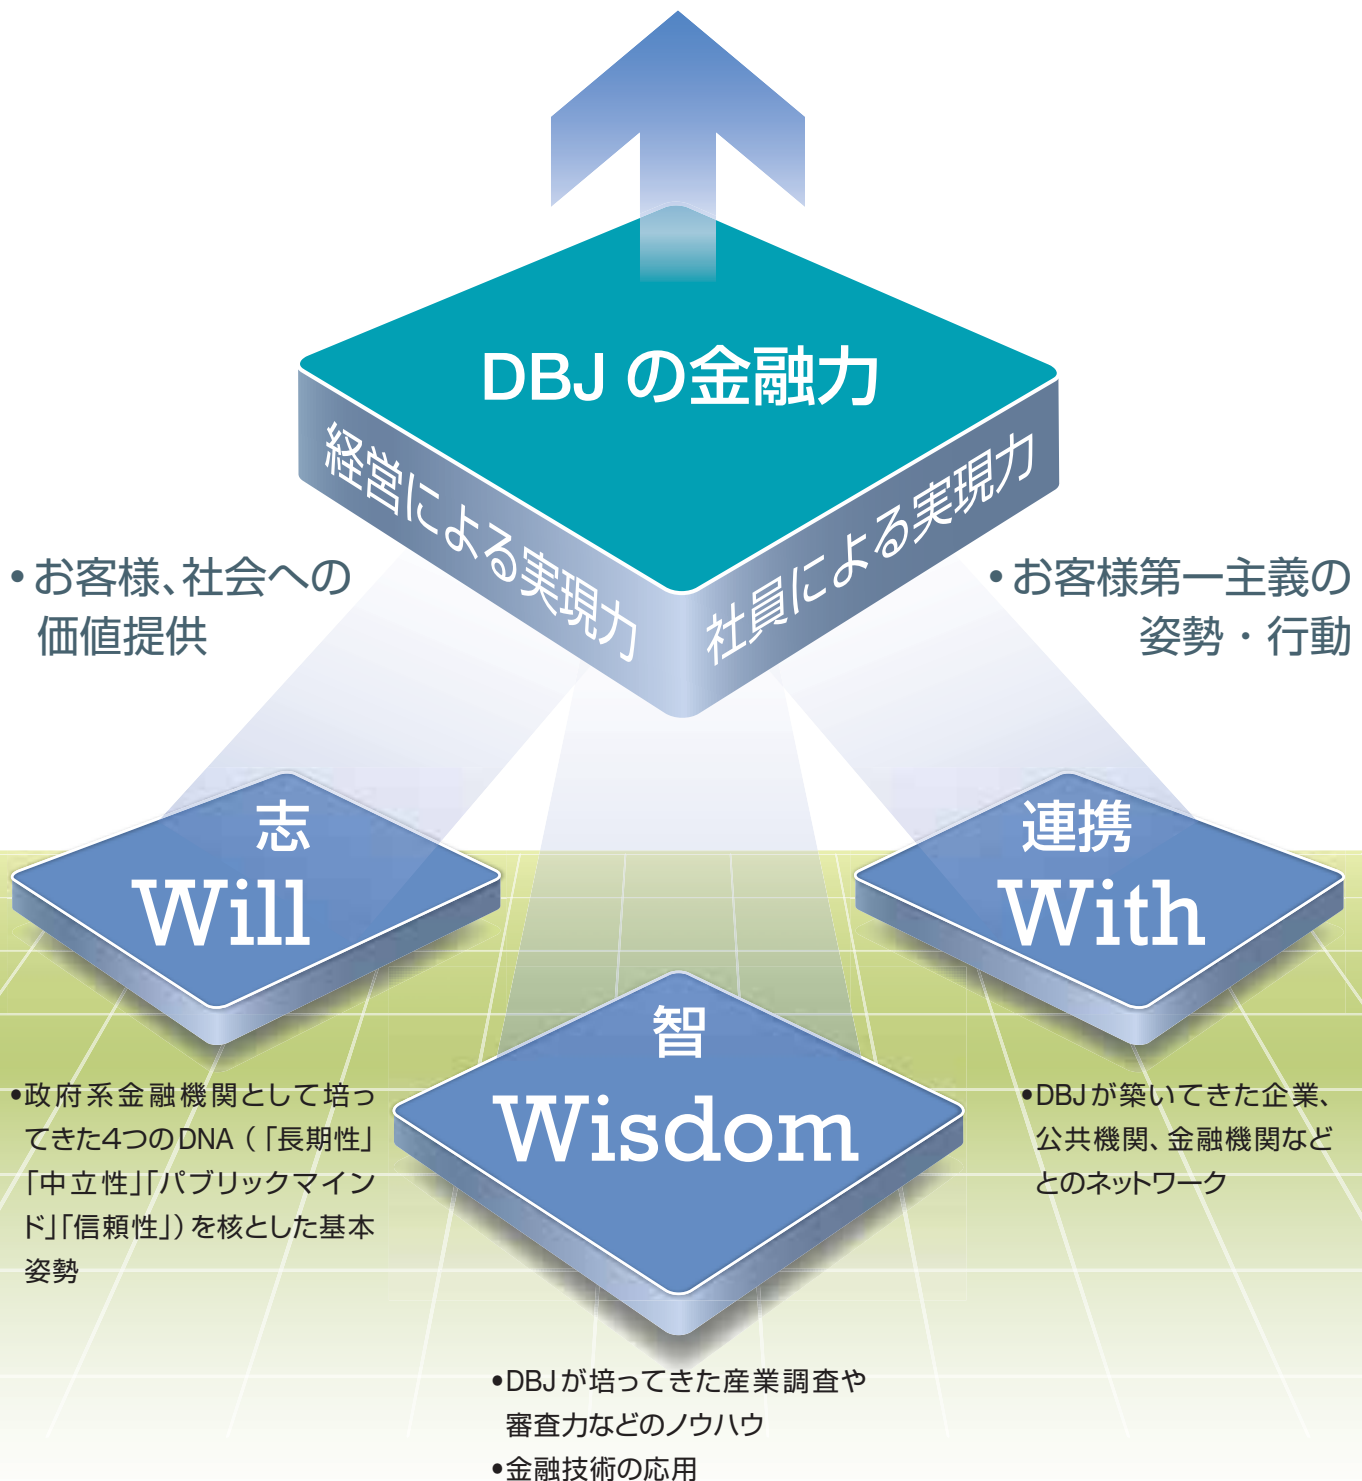 DBJ の金融力
経営による実現力
社員による実現力
•お客様、社会への
価値提供
•お客様第一主義の
姿勢・行動
志
Will
連携
With
智
Wisdom
•政府系金融機関として培っ
てきた4つのDNA（「長期性」
「中立性」「パブリックマイン
ド」「信頼性」）を核とした基本
姿勢
•DBJが築いてきた企業、
公共機関、金融機関など
とのネットワーク
•DBJが培ってきた産業調査や
審査力などのノウハウ
•金融技術の応用